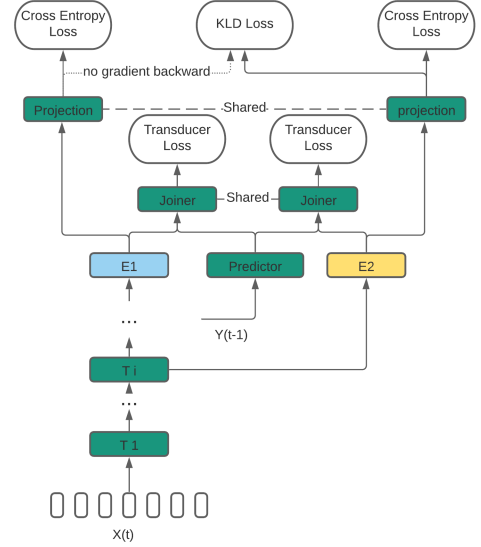 Cross Entropy
Loss
KLD Loss
Cross Entropy
Loss
no gradient backward
Projection
Shared
projection
Transducer
Loss
Transducer
Loss
Joiner
Shared
Joiner
E1
Predictor
E2
...
Y(t-1)
T i
...
T 1
X(t)